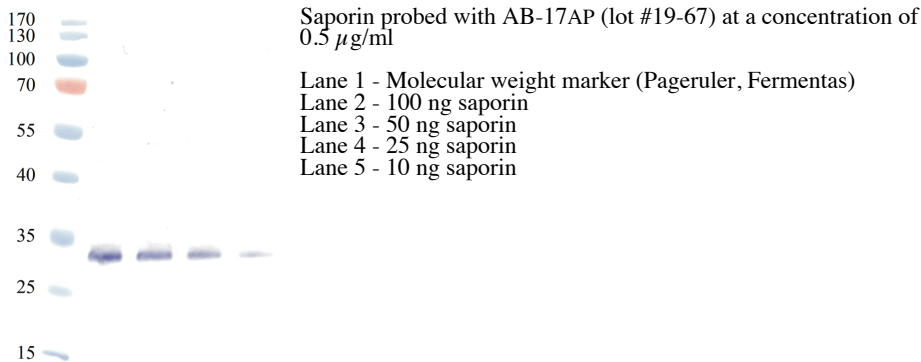 170
130
100
70
55
40
35
25
15
Saporin probed with AB-17AP (lot #19-67) at a concentration of
0.5 µg/ml
Lane 1 - Molecular weight marker (Pageruler, Fermentas)
Lane 2 - 100 ng saporin
Lane 3 - 50 ng saporin
Lane 4 - 25 ng saporin
Lane 5 - 10 ng saporin